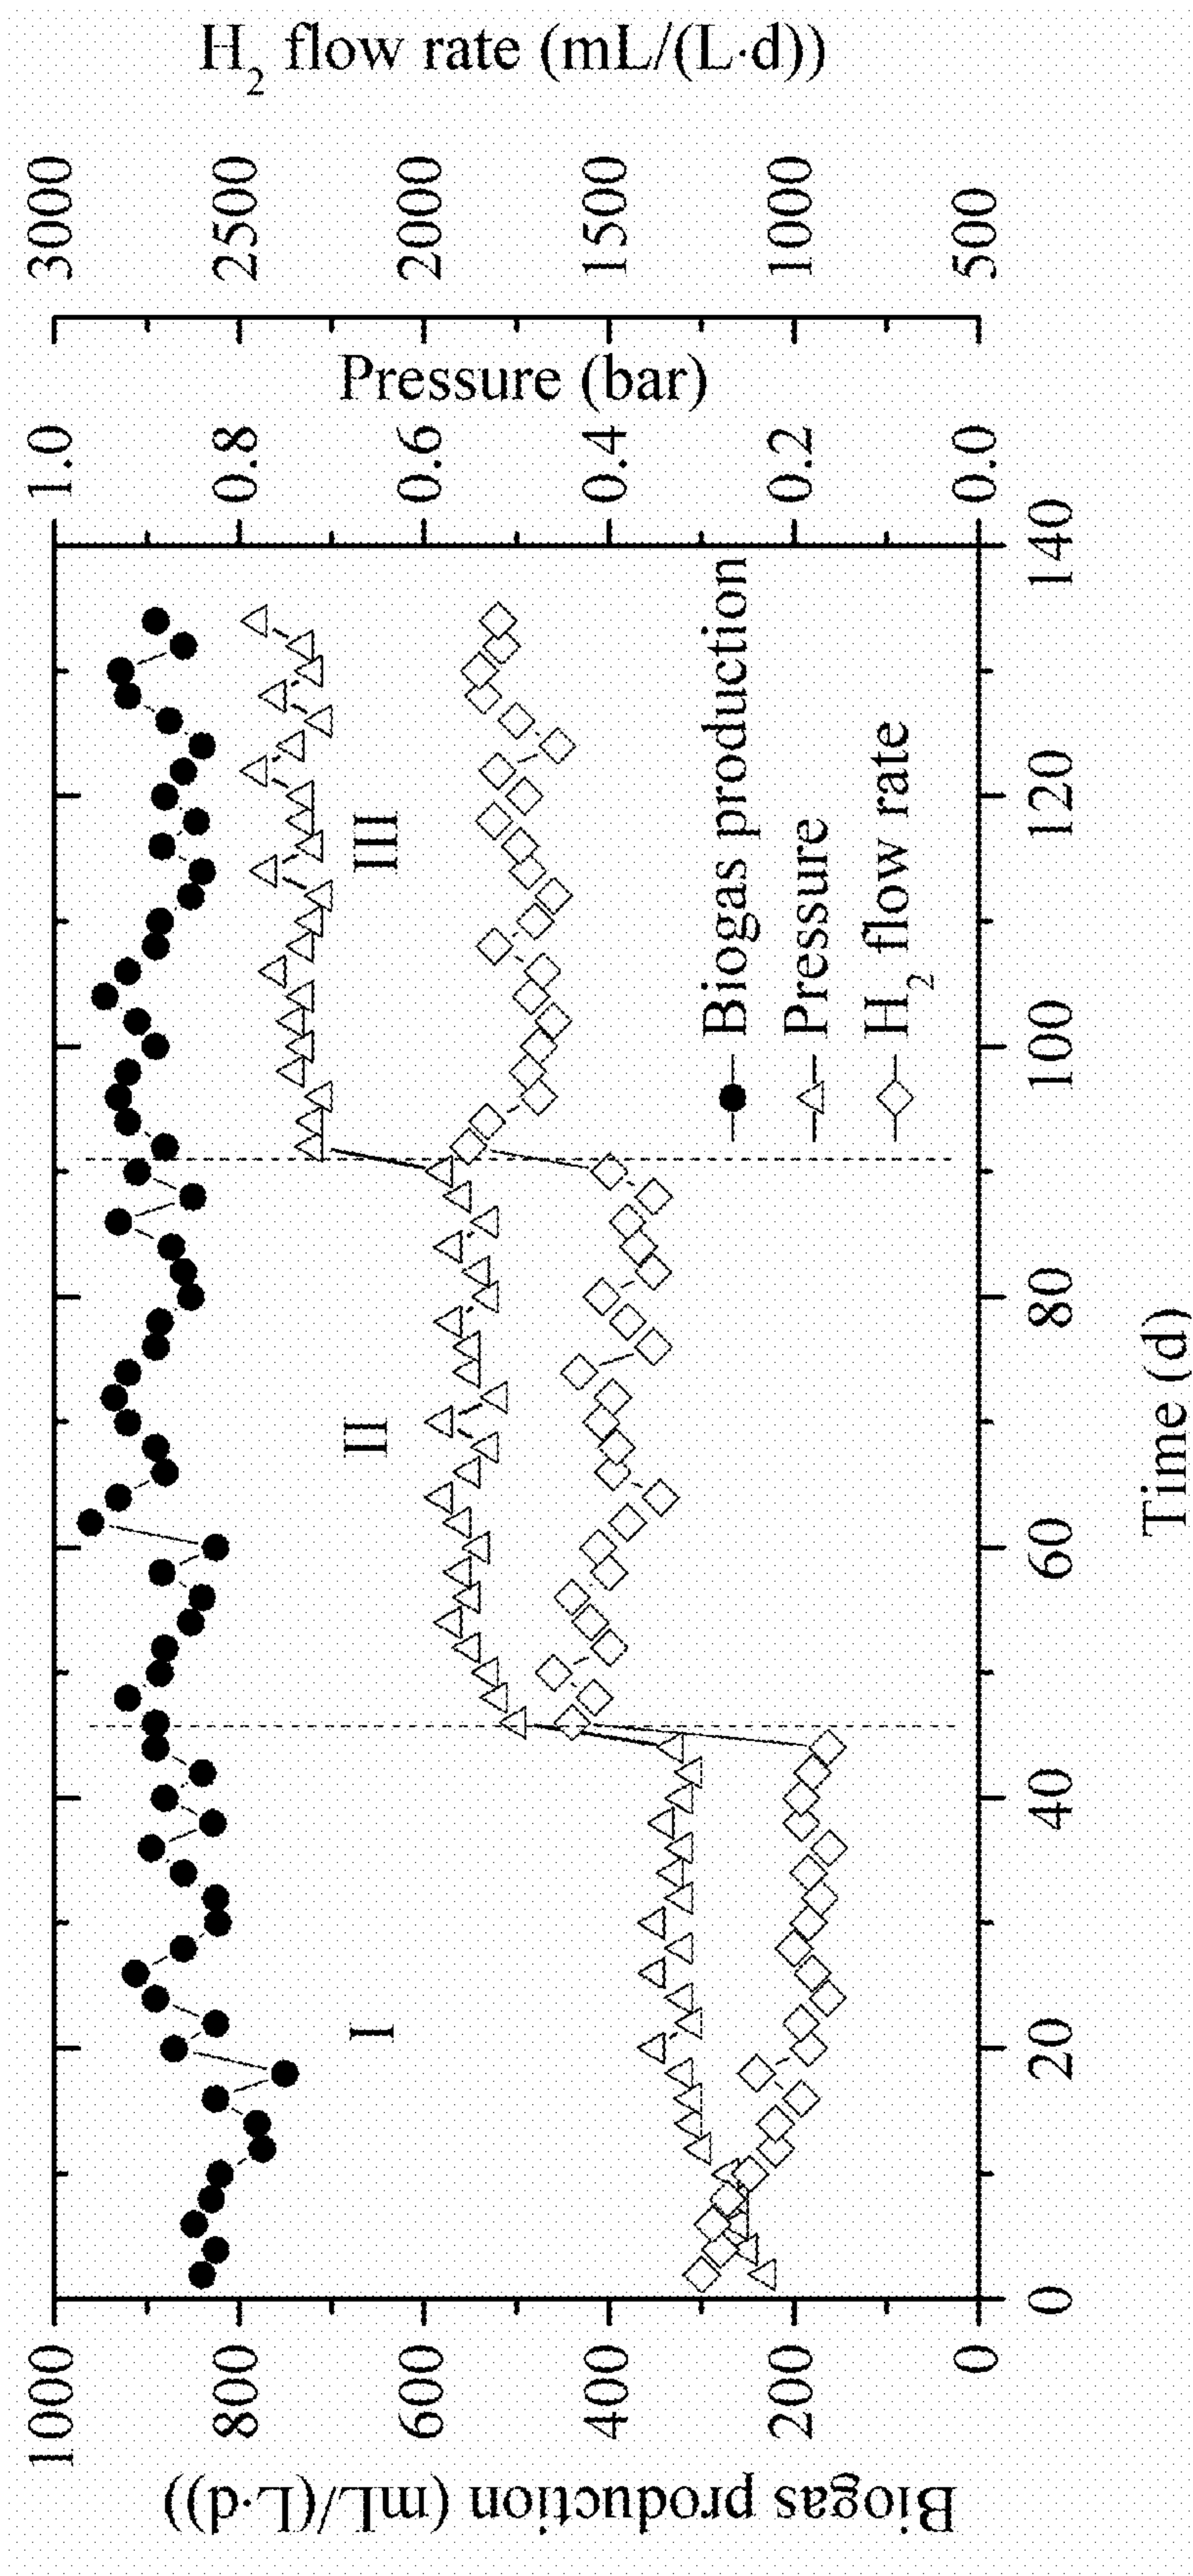 Biogas production (mL/(L·d))
1000
800
600
400
200
0
I
II
III
Biogas production
Pressure
H₂ flow rate
0
20
40
60
80
100
120
140
Time (d)
1.0
0.8
0.6
0.4
0.2
0.0
Pressure (bar)
3000
2500
2000
1500
1000
500
H₂ flow rate (mL/(L·d))